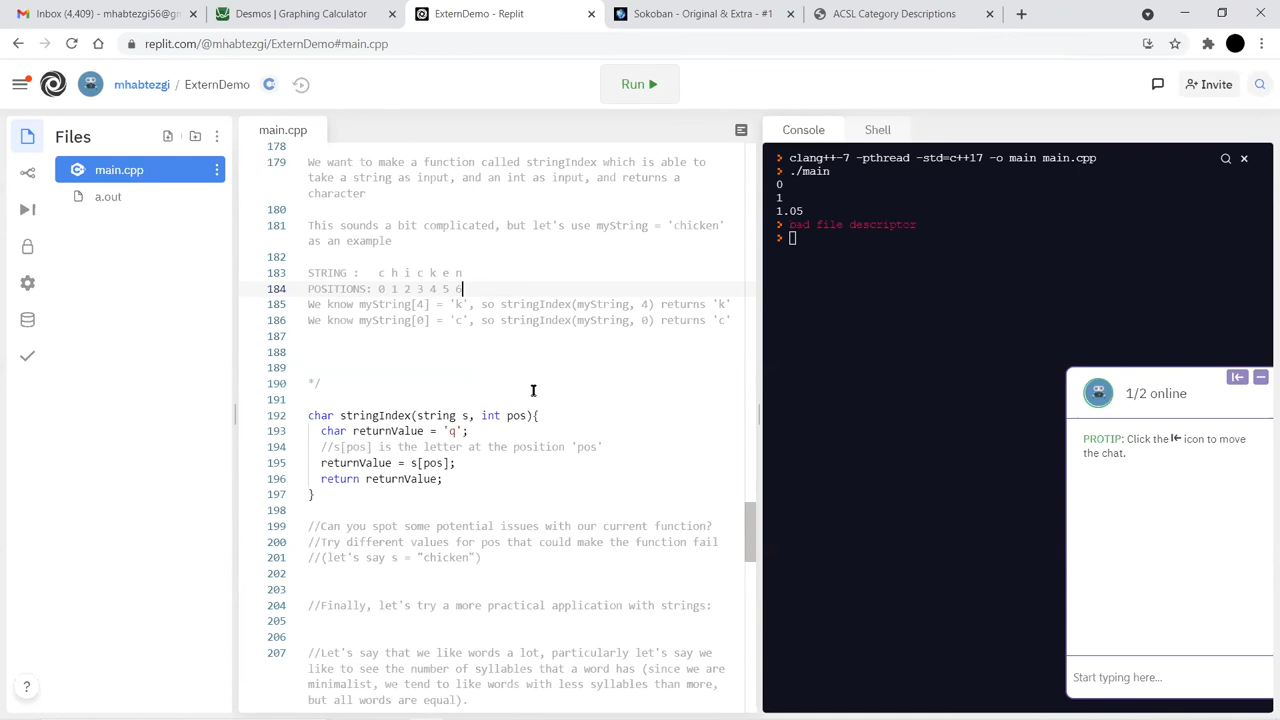 Inbox (4,409) - mhabtez56@gm
Desmos | Graphing Calculator
ExternDemo - Replit
Sokoban - Original & Extra - #1
ACSL Category Descriptions
replit.com/@mhabtezgi/ExternDemo#main.cpp
mhabtezgi / ExternDemo
Run
Invite
Files
main.cpp
a.out
main.cpp
178
179 We want to make a function called stringIndex which is able to
take a string as input, and an int as input, and returns a
character
180
181 This sounds a bit complicated, but let's use myString = 'chicken'
as an example
182
183 STRING : c h i c k e n
184 POSITIONS: 0 1 2 3 4 5 6
185 We know myString[4] = 'k', so stringIndex(myString, 4) returns 'k'
186 We know myString[0] = 'c', so stringIndex(myString, 0) returns 'c'
187
188
189
190 */
191
192 char stringIndex(string s, int pos){
193 char returnValue = 'q';
194 //s[pos] is the letter at the position 'pos'
195 returnValue = s[pos];
196 return returnValue;
197 }
198
199 //Can you spot some potential issues with our current function?
200 //Try different values for pos that could make the function fail
201 //(let's say s = "chicken")
202
203
204 //Finally, let's try a more practical application with strings:
205
206
207 //Let's say that we like words a lot, particularly let's say we
like to see the number of syllables that a word has (since we are
minimalist, we tend to like words with less syllables than more,
but all words are equal).
Console
Shell
clang++-7 -pthread -std=c++17 -o main main.cpp
./main
0
1
1.05
bad file descriptor
1/2 online
PROTIP: Click the icon to move
the chat.
Start typing here...
?